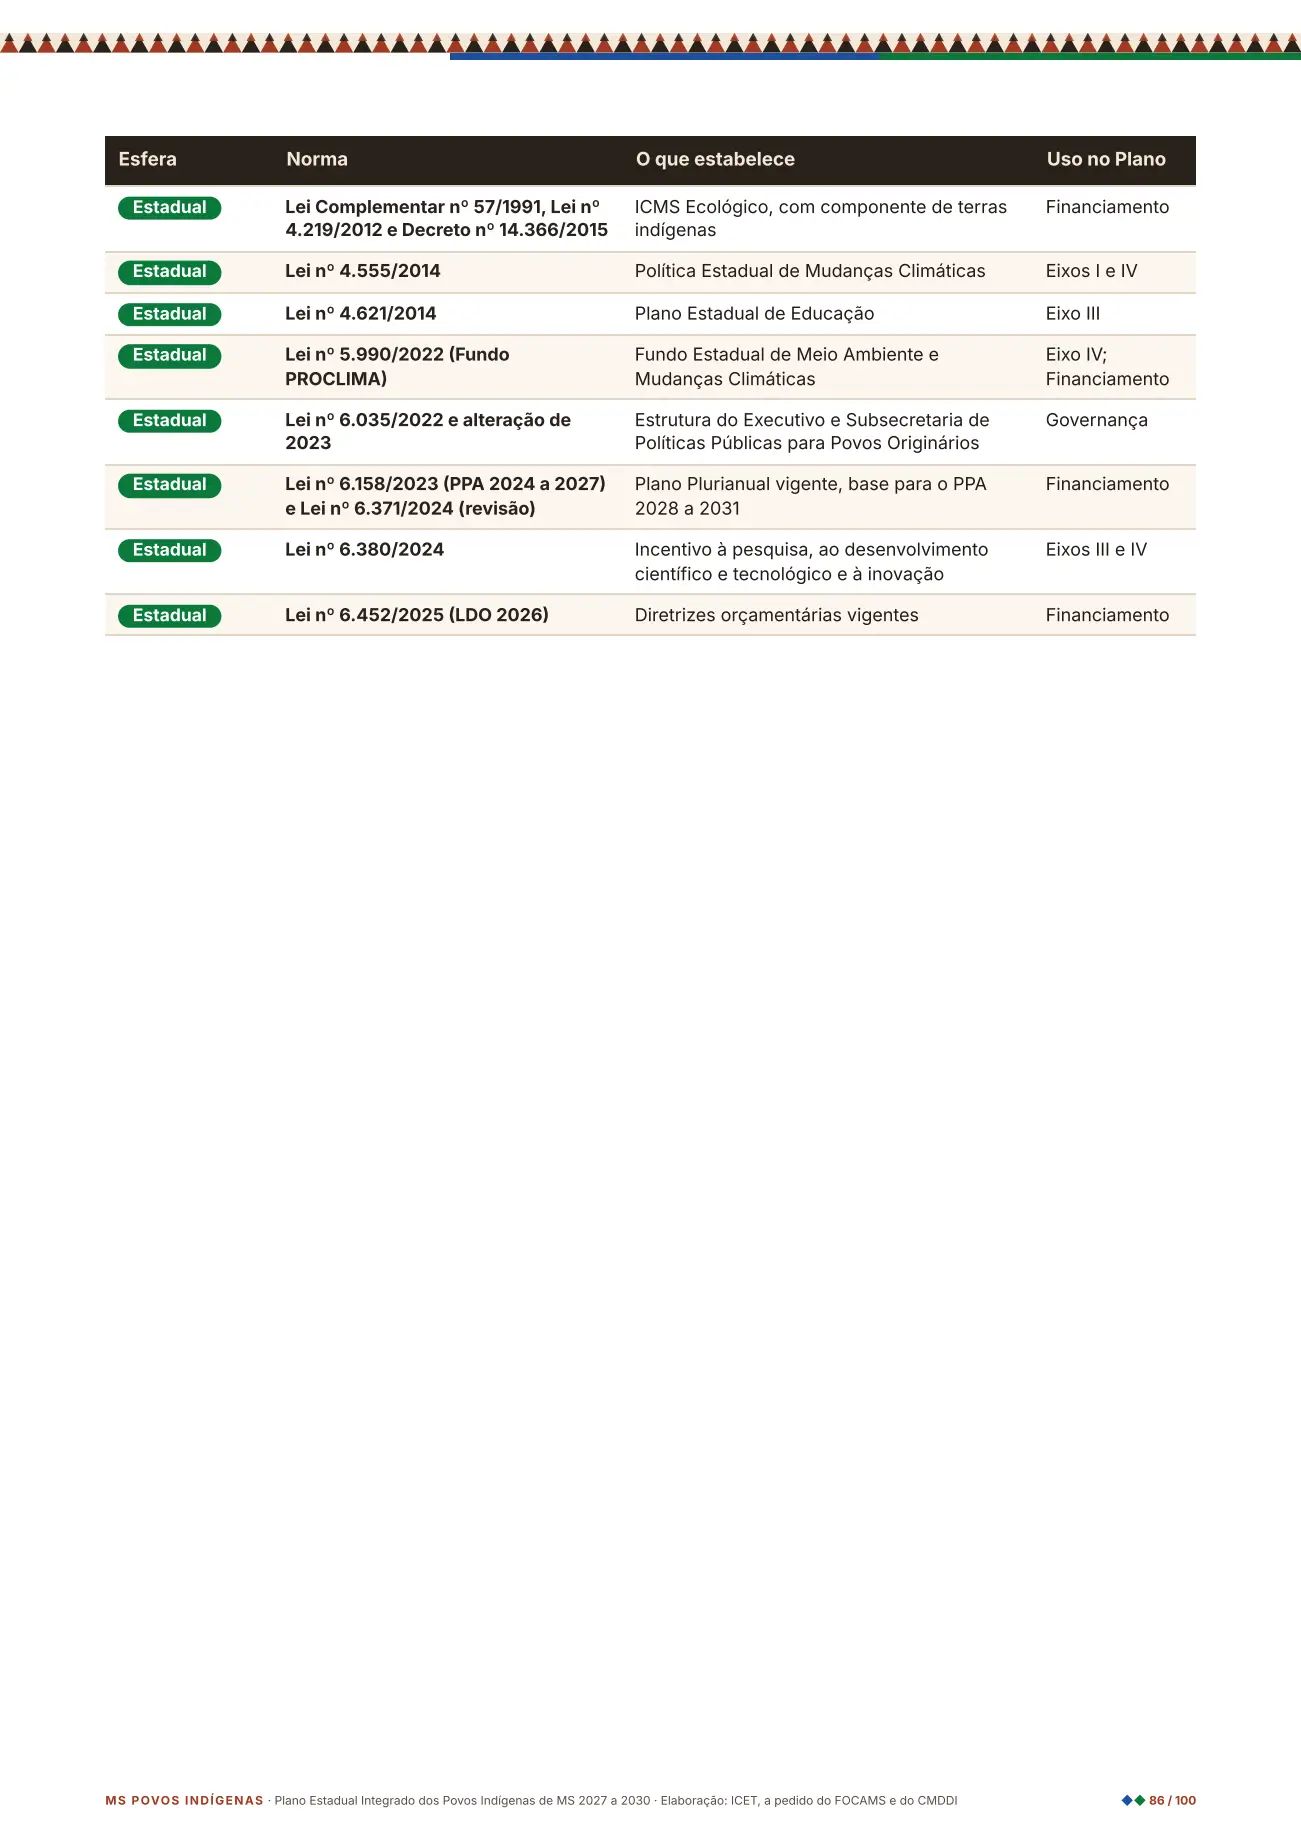 Esfera Norma O que estabelece Uso no Plano
Estadual Lei Complementar nº 57/1991, Lei nº ICMS Ecológico, com componente de terras Financiamento
4.219/2012 e Decreto nº 14.366/2015 indígenas
Estadual Lei nº 4.555/2014 Política Estadual de Mudanças Climáticas Eixos I e IV
Estadual Lei nº 4.621/2014 Plano Estadual de Educação Eixo III
Estadual Lei nº 5.990/2022 (Fundo Fundo Estadual de Meio Ambiente e Eixo IV;
PROCLIMA) Mudanças Climáticas Financiamento
Estadual Lei nº 6.035/2022 e alteração de Estrutura do Executivo e Subsecretaria de Governança
2023 Políticas Públicas para Povos Originários
Estadual Lei nº 6.158/2023 (PPA 2024 a 2027) Plano Plurianual vigente, base para o PPA Financiamento
e Lei nº 6.371/2024 (revisão) 2028 a 2031
Estadual Lei nº 6.380/2024 Incentivo à pesquisa, ao desenvolvimento Eixos III e IV
científico e tecnológico e à inovação
Estadual Lei nº 6.452/2025 (LDO 2026) Diretrizes orçamentárias vigentes Financiamento
MS POVOS INDÍGENAS · Plano Estadual Integrado dos Povos Indígenas de MS 2027 a 2030 · Elaboração: ICET, a pedido do FOCAMS e do CMDDI 86 / 100